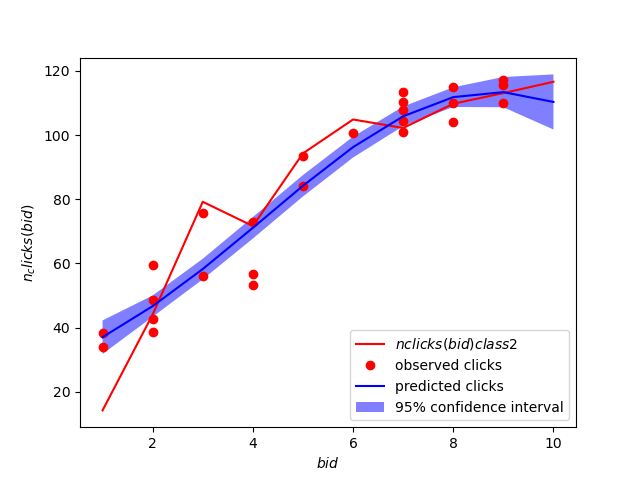 120
100
80
60
40
20
n_clicks(bid)
nclicks(bid)class2
observed clicks
predicted clicks
95% confidence interval
2
4
6
8
10
bid